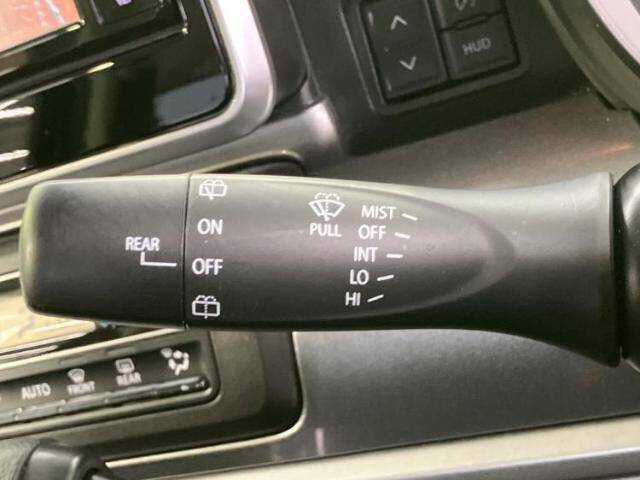 HUD
REAR
ON
OFF
PULL
MIST
OFF
INT
LO
HI
AUTO
FRONT
REAR